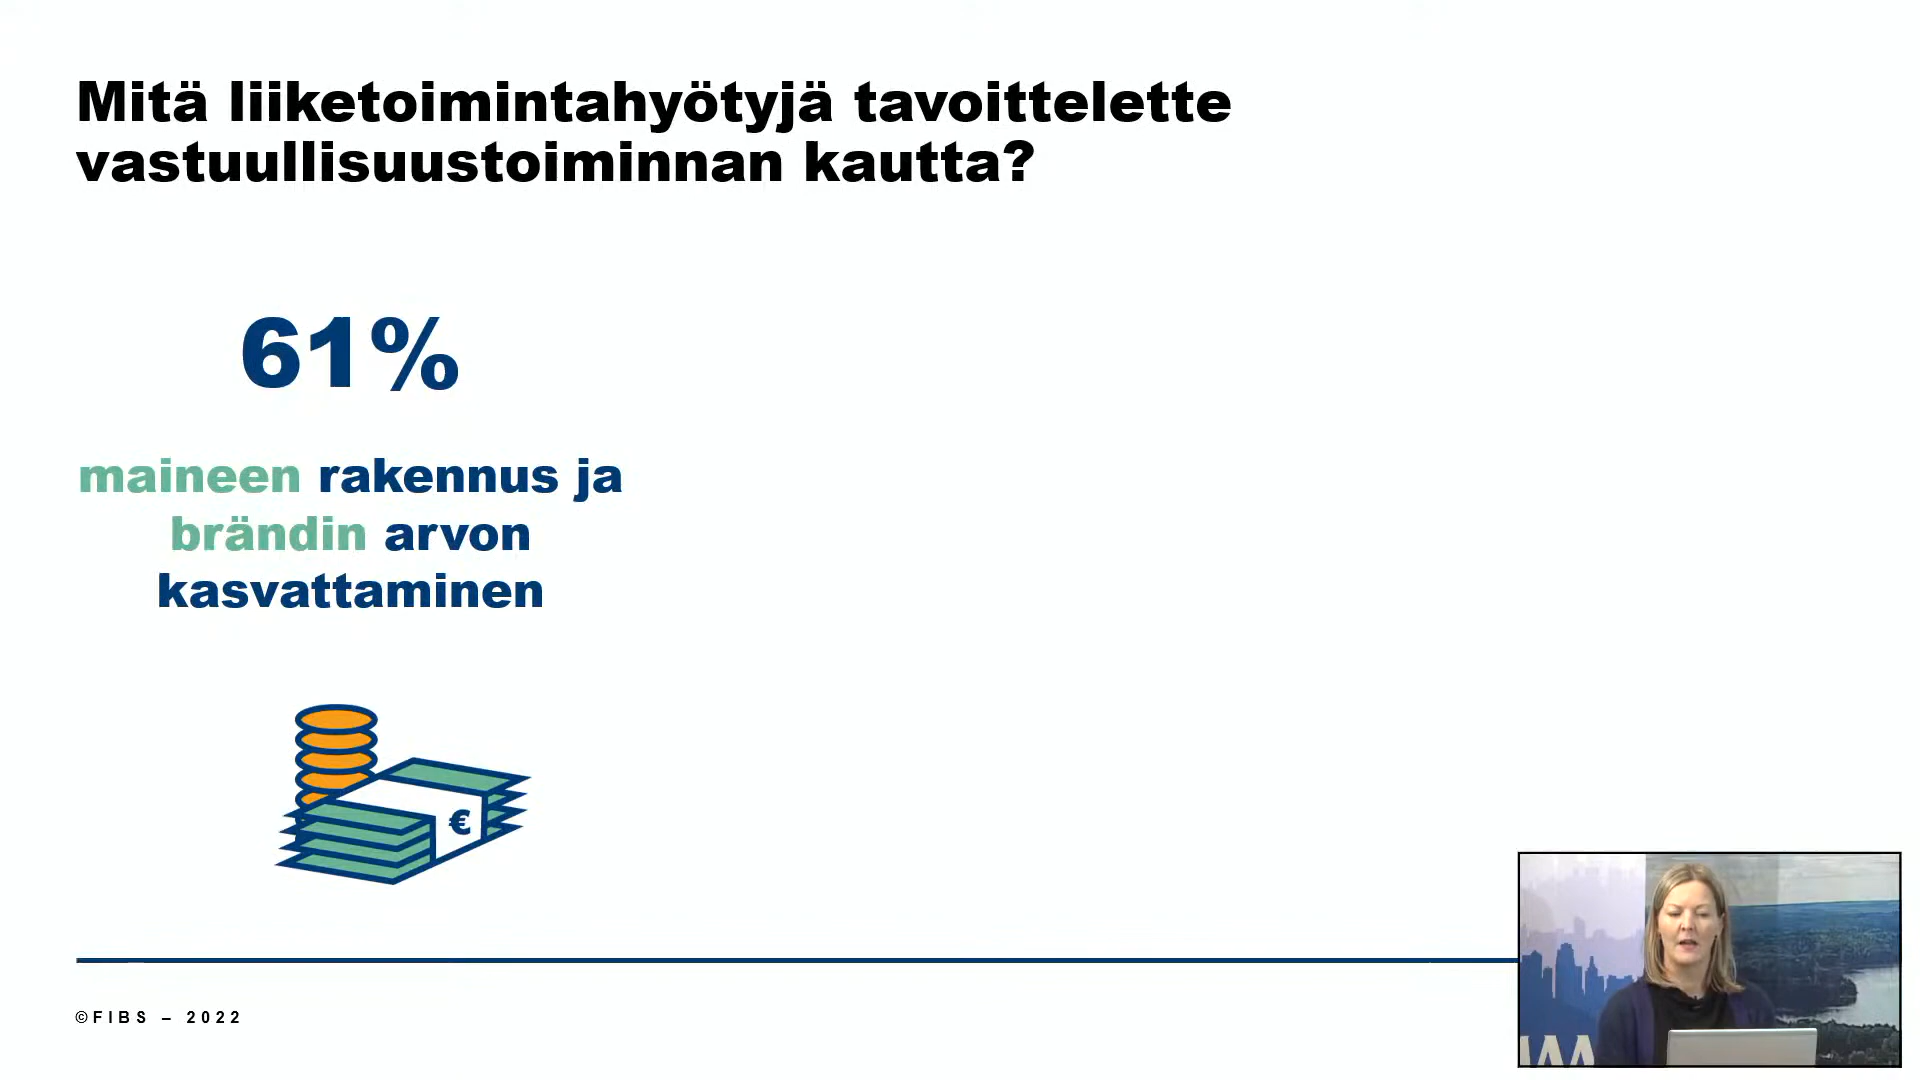 Mitä liiketoimintahyötyjä tavoittelette
vastuullisuustoiminnan kautta?
61%
maineen rakennus ja
brändin arvon
kasvattaminen
€
©FIBS – 2022